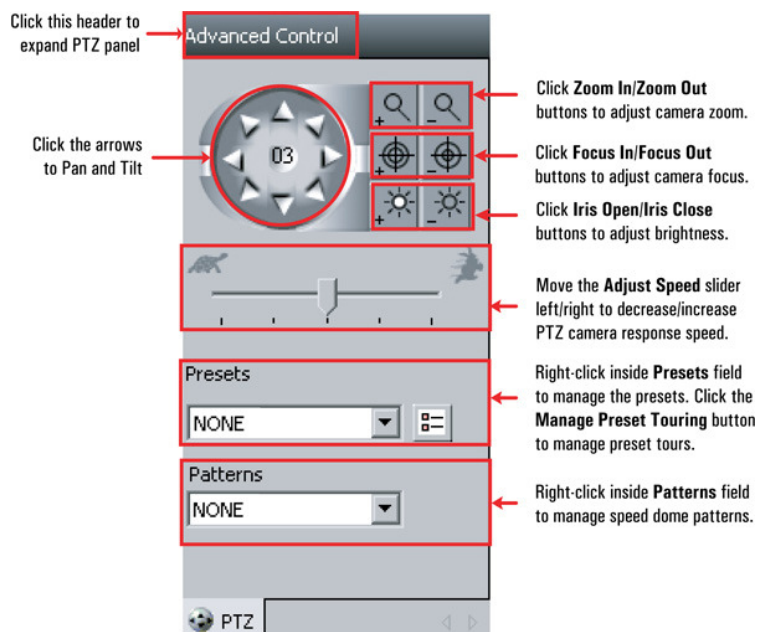 Click this header to
expand PTZ panel
Advanced Control
Click the arrows
to Pan and Tilt
03
+
-
+
-
+
-
Click Zoom In/Zoom Out
buttons to adjust camera zoom.
Click Focus In/Focus Out
buttons to adjust camera focus.
Click Iris Open/Iris Close
buttons to adjust brightness.
Move the Adjust Speed slider
left/right to decrease/increase
PTZ camera response speed.
Presets
NONE
Right-click inside Presets field
to manage the presets. Click the
Manage Preset Touring button
to manage preset tours.
Patterns
NONE
Right-click inside Patterns field
to manage speed dome patterns.
PTZ